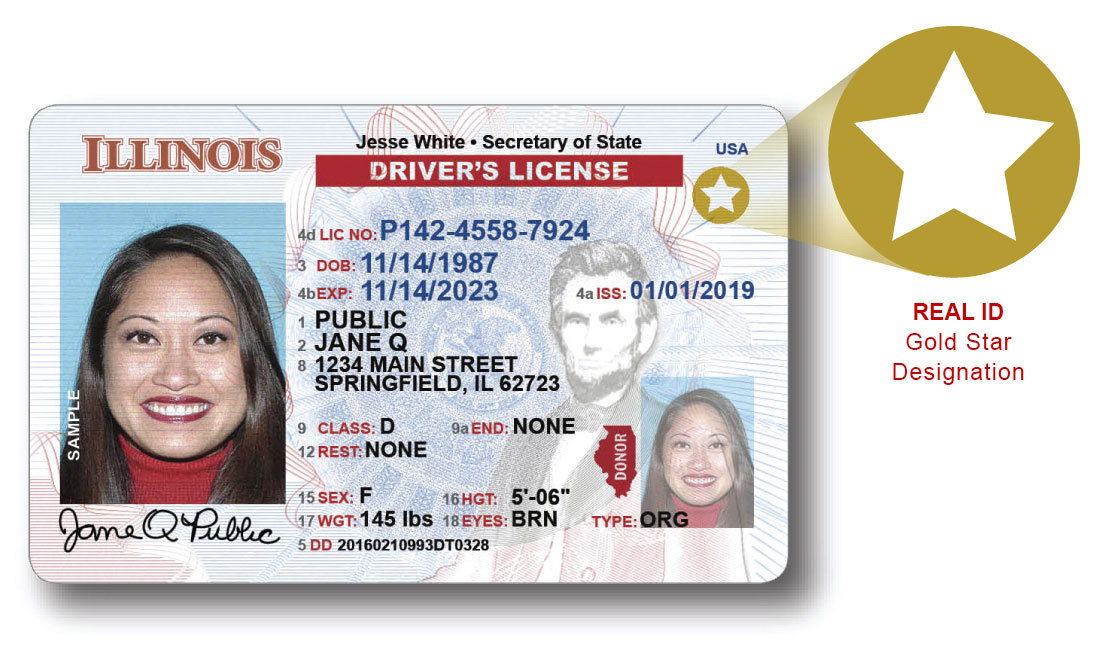 ILLINOIS
Jesse White • Secretary of State
USA
DRIVER'S LICENSE
4d LIC NO: P142-4558-7924
3 DOB: 11/14/1987
4b EXP: 11/14/2023
4a ISS: 01/01/2019
1 PUBLIC
2 JANE Q
8 1234 MAIN STREET
SPRINGFIELD, IL 62723
9 CLASS: D 9a END: NONE
12 REST: NONE
DONOR
15 SEX: F 16 HGT: 5'-06"
17 WGT: 145 lbs 18 EYES: BRN TYPE: ORG
5 DD 20160210993DT0328
SAMPLE
Jane Q Public
REAL ID
Gold Star
Designation